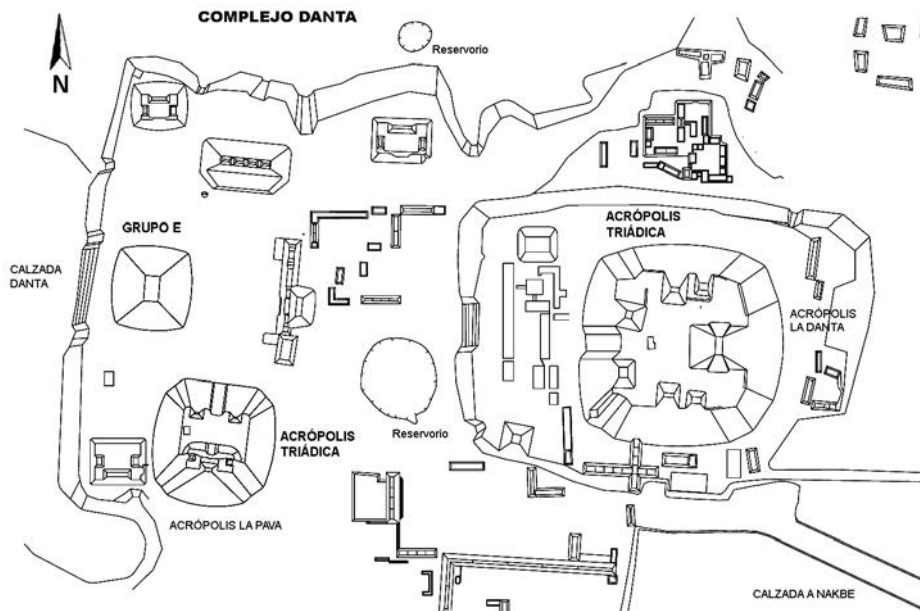 COMPLEJO DANTA
Reservorio
N
GRUPO E
ACRÓPOLIS
TRIÁDICA
CALZADA
DANTA
ACRÓPOLIS
LA DANTA
ACRÓPOLIS
TRIÁDICA
Reservorio
ACRÓPOLIS LA PAVA
CALZADA A NAKBE